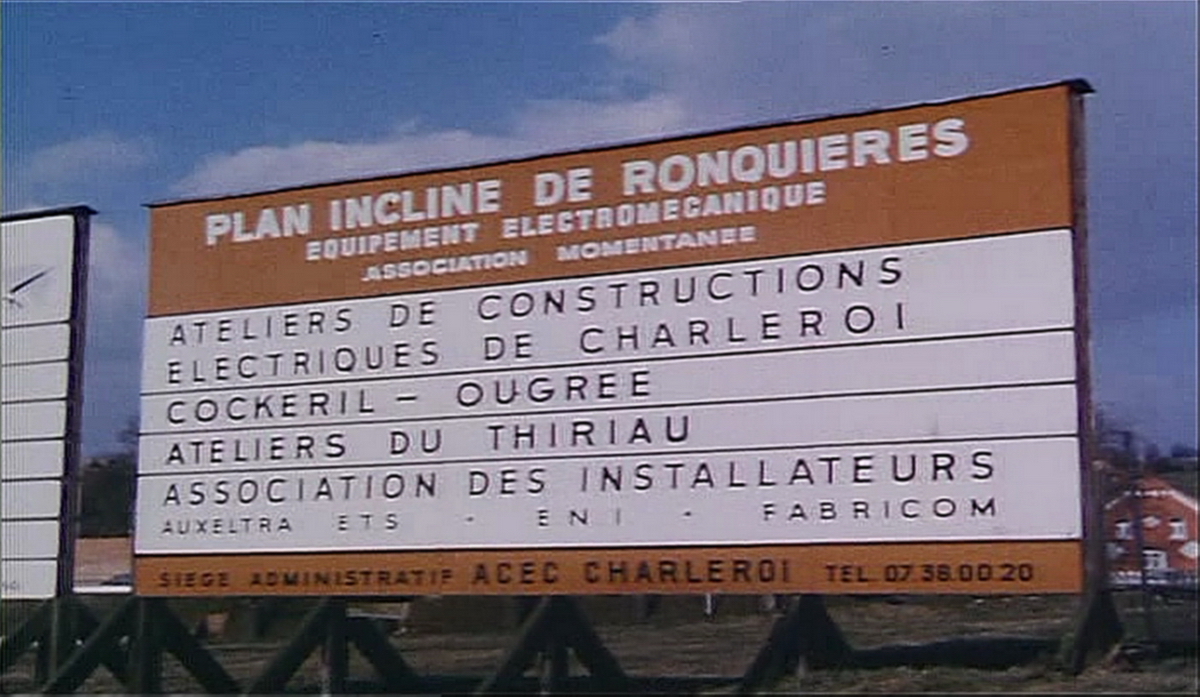 PLAN INCLINE DE RONQUIERES
EQUIPEMENT ELECTROMECANIQUE
ASSOCIATION MOMENTANEE
ATELIERS DE CONSTRUCTIONS
ELECTRIQUES DE CHARLEROI
COCKERIL - OUGREE
ATELIERS DU THIRIAU
ASSOCIATION DES INSTALLATEURS
AUXELTRA ETS - ENI - FABRICOM
SIEGE ADMINISTRATIF ACEC CHARLEROI TEL. 07 38.00.20